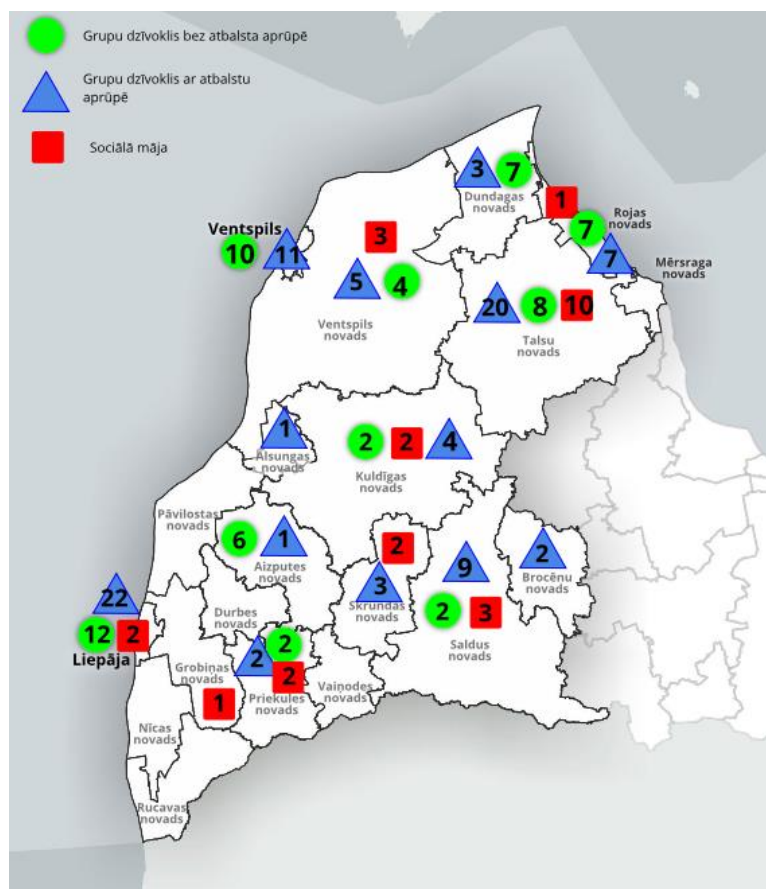 Grupu dzīvoklis bez atbalsta aprūpē
Grupu dzīvoklis ar atbalstu
aprūpē
Sociālā māja
3
7
Dundagas
novads
1
7
Rojas
novads
7
Mērsraga
novads
Ventspils
10
11
3
5
4
Ventspils
novads
20
8
10
Talsu
novads
1
Alsungas
novads
2
2
4
Kuldīgas
novads
Pāvilostas
novads
6
1
Aizputes
novads
2
3
Skrundas
novads
9
2
3
Saldus
novads
2
Brocēnu
novads
22
12
2
Liepāja
Durbes
novads
Grobiņas
novads
1
2
2
2
Priekules
novads
Vaiņodes
novads
Nīcas
novads
Rucavas
novads